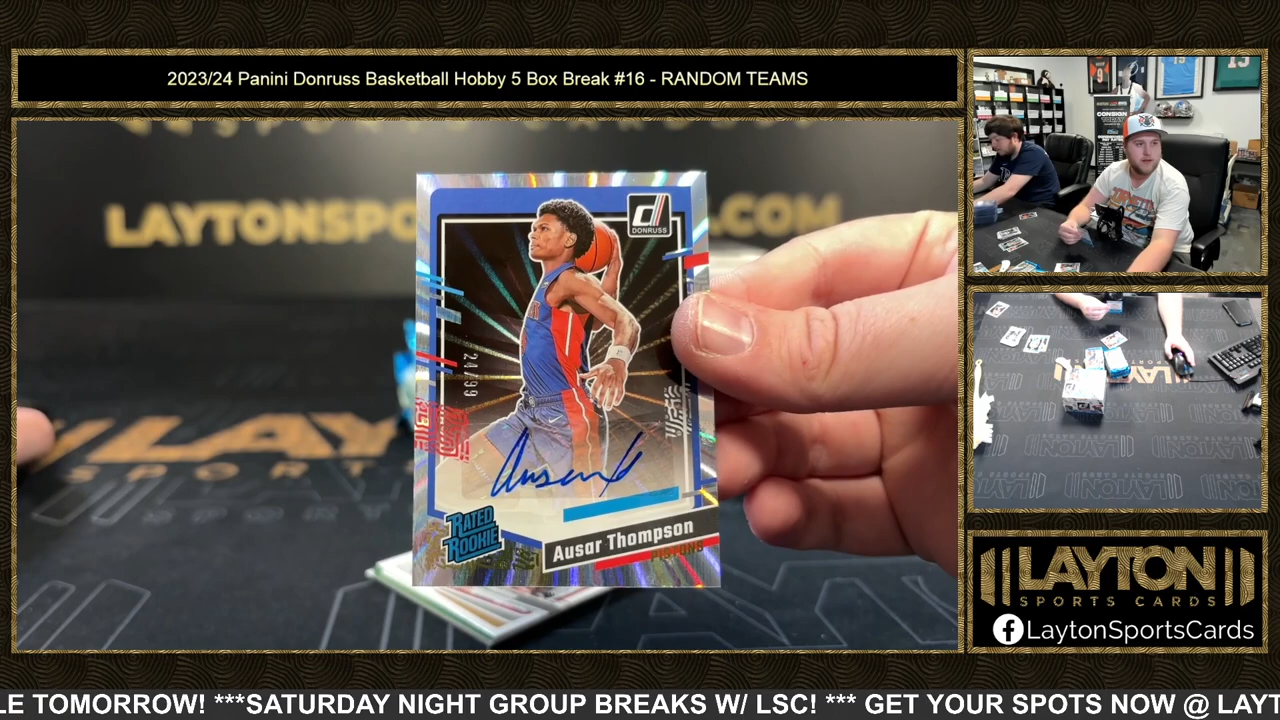 2023/24 Panini Donruss Basketball Hobby 5 Box Break #16 - RANDOM TEAMS
LAYTONSPO
.COM
DONRUSS
24/99
RATED
ROOKIE
Ausar Thompson
PISTONS
LAY
SPORTS
LAYTON
SPORTS CARDS
LaytonSportsCards
LE TOMORROW! ***SATURDAY NIGHT GROUP BREAKS W/ LSC! *** GET YOUR SPOTS NOW @ LAYT